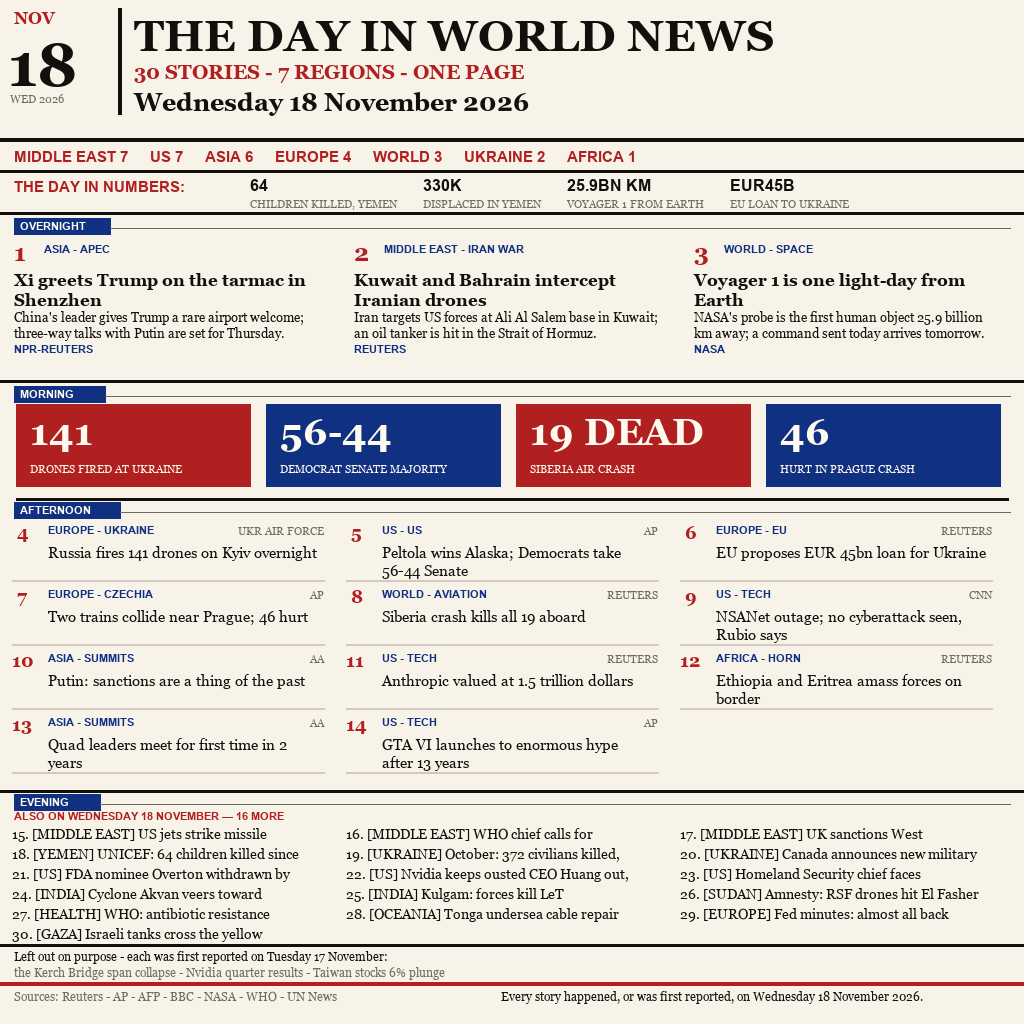 NOV
18
WED 2026
THE DAY IN WORLD NEWS
30 STORIES - 7 REGIONS - ONE PAGE
Wednesday 18 November 2026
MIDDLE EAST 7 US 7 ASIA 6 EUROPE 4 WORLD 3 UKRAINE 2 AFRICA 1
THE DAY IN NUMBERS:
64
CHILDREN KILLED, YEMEN
330K
DISPLACED IN YEMEN
25.9BN KM
VOYAGER 1 FROM EARTH
EUR45B
EU LOAN TO UKRAINE
OVERNIGHT
1 ASIA - APEC
Xi greets Trump on the tarmac in
Shenzhen
China's leader gives Trump a rare airport welcome;
three-way talks with Putin are set for Thursday.
NPR-REUTERS
2 MIDDLE EAST - IRAN WAR
Kuwait and Bahrain intercept
Iranian drones
Iran targets US forces at Ali Al Salem base in Kuwait;
an oil tanker is hit in the Strait of Hormuz.
REUTERS
3 WORLD - SPACE
Voyager 1 is one light-day from
Earth
NASA's probe is the first human object 25.9 billion
km away; a command sent today arrives tomorrow.
NASA
MORNING
141
DRONES FIRED AT UKRAINE
56-44
DEMOCRAT SENATE MAJORITY
19 DEAD
SIBERIA AIR CRASH
46
HURT IN PRAGUE CRASH
AFTERNOON
4 EUROPE - UKRAINE UKR AIR FORCE
Russia fires 141 drones on Kyiv overnight
5 US - US AP
Peltola wins Alaska; Democrats take
56-44 Senate
6 EUROPE - EU REUTERS
EU proposes EUR 45bn loan for Ukraine
7 EUROPE - CZECHIA AP
Two trains collide near Prague; 46 hurt
8 WORLD - AVIATION REUTERS
Siberia crash kills all 19 aboard
9 US - TECH CNN
NSANet outage; no cyberattack seen,
Rubio says
10 ASIA - SUMMITS AA
Putin: sanctions are a thing of the past
11 US - TECH REUTERS
Anthropic valued at 1.5 trillion dollars
12 AFRICA - HORN REUTERS
Ethiopia and Eritrea amass forces on
border
13 ASIA - SUMMITS AA
Quad leaders meet for first time in 2
years
14 US - TECH AP
GTA VI launches to enormous hype
after 13 years
EVENING
ALSO ON WEDNESDAY 18 NOVEMBER — 16 MORE
15. [MIDDLE EAST] US jets strike missile
16. [MIDDLE EAST] WHO chief calls for
17. [MIDDLE EAST] UK sanctions West
18. [YEMEN] UNICEF: 64 children killed since
19. [UKRAINE] October: 372 civilians killed,
20. [UKRAINE] Canada announces new military
21. [US] FDA nominee Overton withdrawn by
22. [US] Nvidia keeps ousted CEO Huang out,
23. [US] Homeland Security chief faces
24. [INDIA] Cyclone Akvan veers toward
25. [INDIA] Kulgam: forces kill LeT
26. [SUDAN] Amnesty: RSF drones hit El Fasher
27. [HEALTH] WHO: antibiotic resistance
28. [OCEANIA] Tonga undersea cable repair
29. [EUROPE] Fed minutes: almost all back
30. [GAZA] Israeli tanks cross the yellow
Left out on purpose - each was first reported on Tuesday 17 November:
the Kerch Bridge span collapse - Nvidia quarter results - Taiwan stocks 6% plunge
Sources: Reuters - AP - AFP - BBC - NASA - WHO - UN News
Every story happened, or was first reported, on Wednesday 18 November 2026.